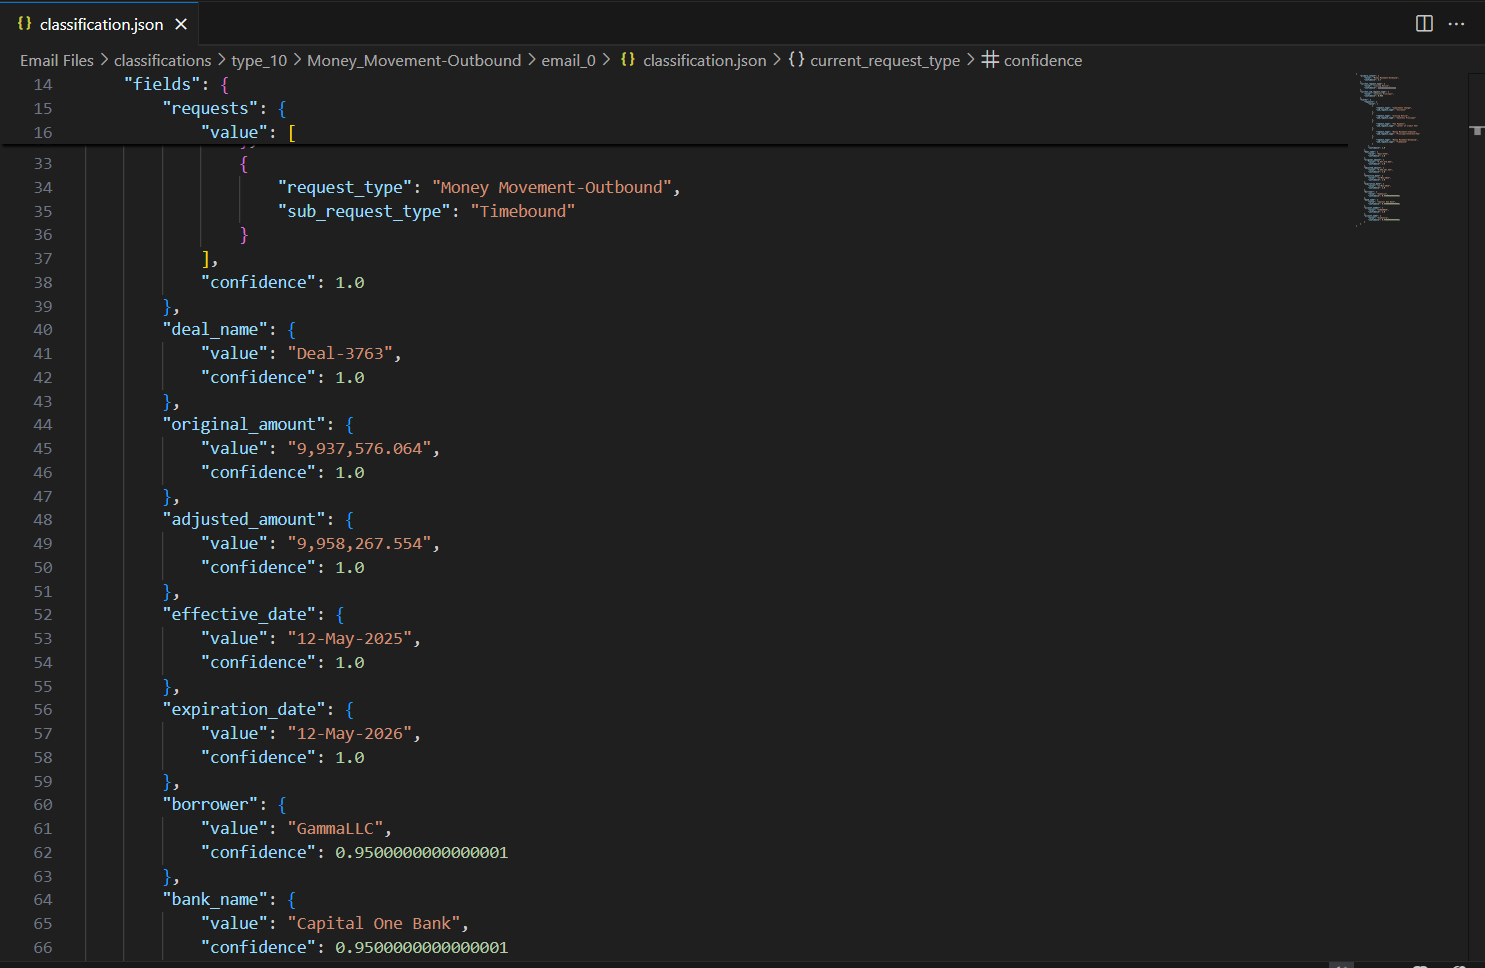 {} classification.json ×
Email Files > classifications > type_10 > Money_Movement-Outbound > email_0 > {} classification.json > {} current_request_type > # confidence
14 "fields": {
15 "requests": {
16 "value": [
33 {
34 "request_type": "Money Movement-Outbound",
35 "sub_request_type": "Timebound"
36 }
37 ],
38 "confidence": 1.0
39 },
40 "deal_name": {
41 "value": "Deal-3763",
42 "confidence": 1.0
43 },
44 "original_amount": {
45 "value": "9,937,576.064",
46 "confidence": 1.0
47 },
48 "adjusted_amount": {
49 "value": "9,958,267.554",
50 "confidence": 1.0
51 },
52 "effective_date": {
53 "value": "12-May-2025",
54 "confidence": 1.0
55 },
56 "expiration_date": {
57 "value": "12-May-2026",
58 "confidence": 1.0
59 },
60 "borrower": {
61 "value": "GammaLLC",
62 "confidence": 0.9500000000000001
63 },
64 "bank_name": {
65 "value": "Capital One Bank",
66 "confidence": 0.9500000000000001